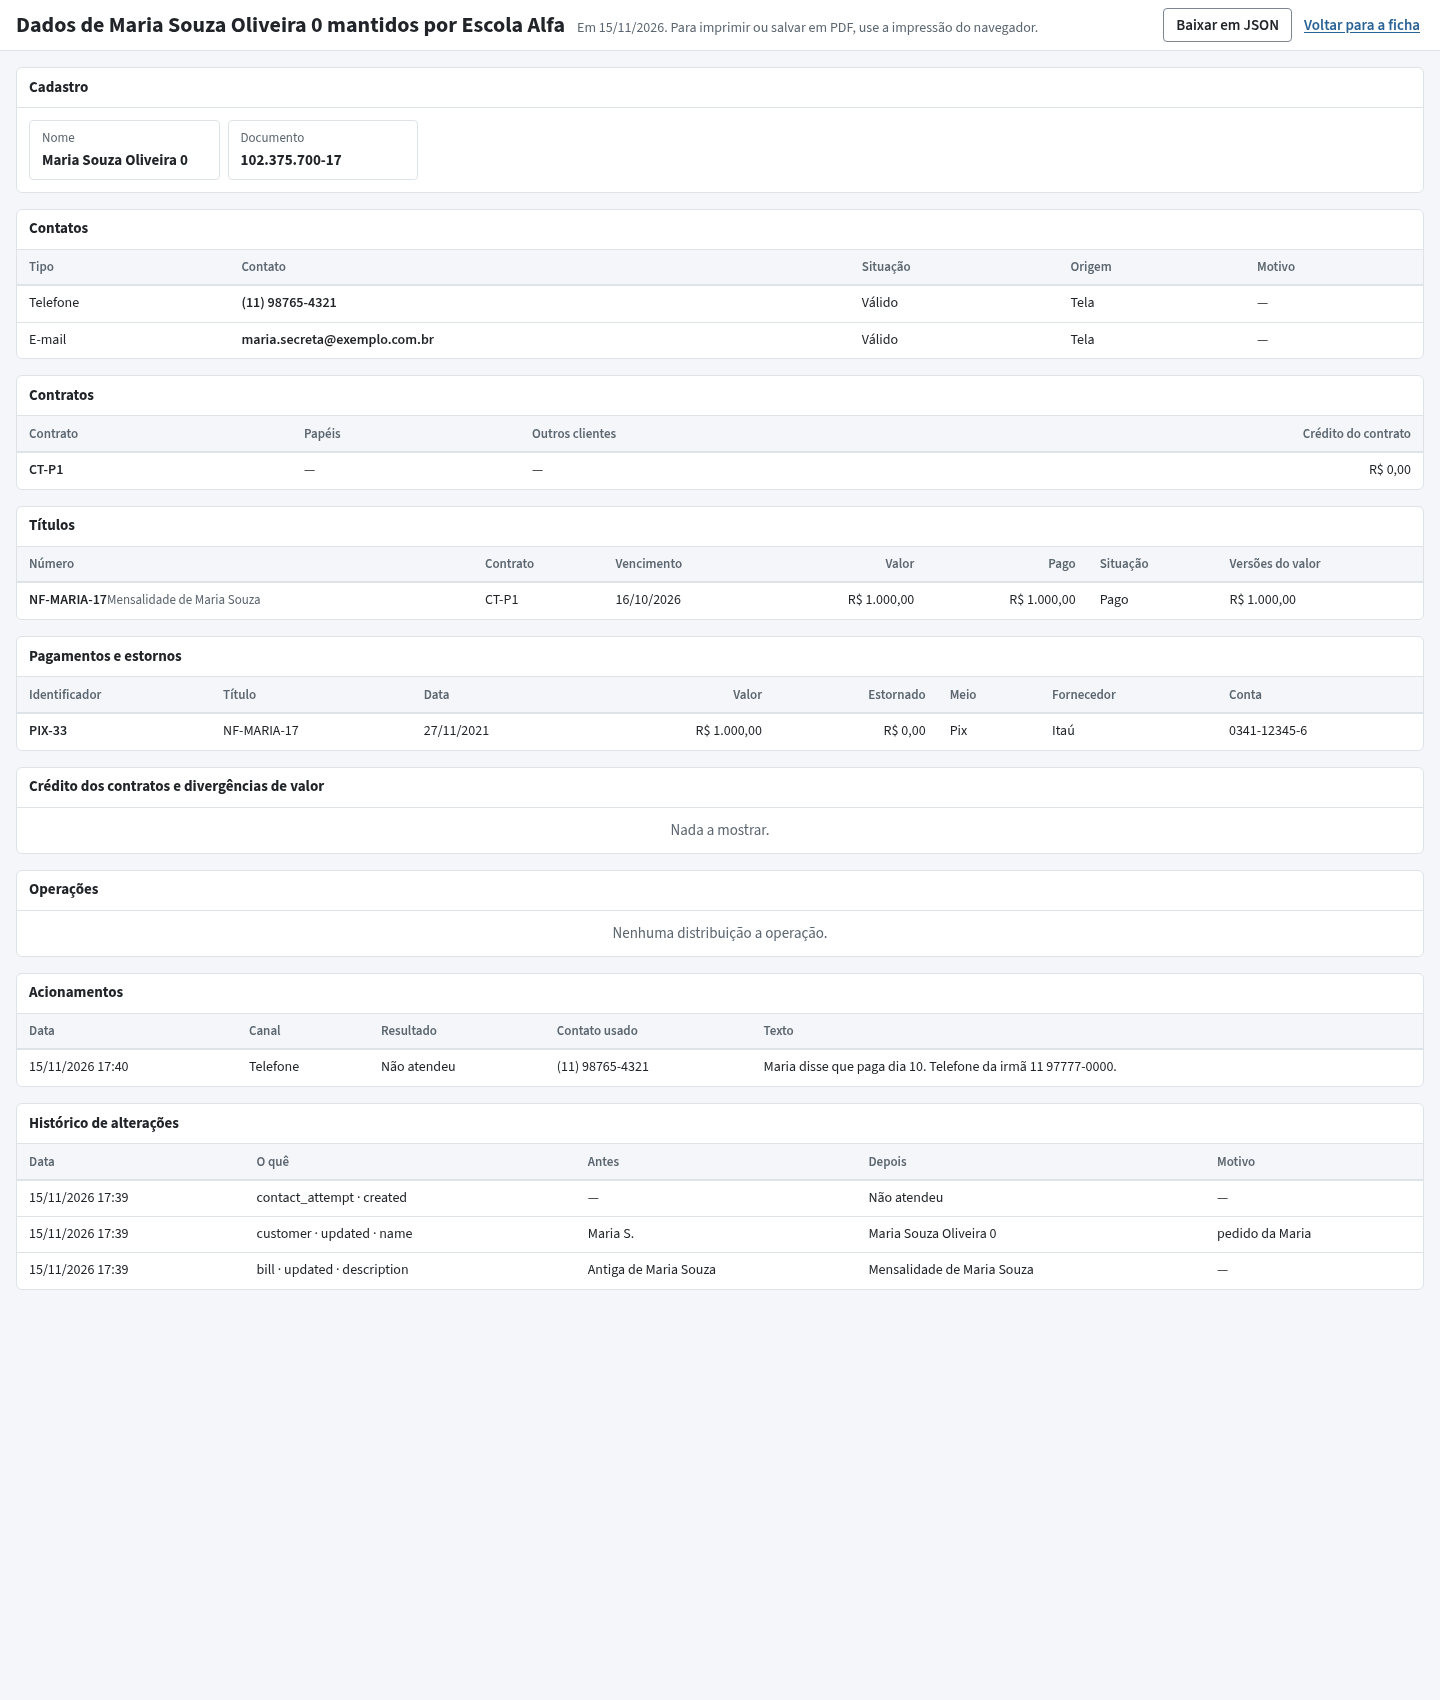 Dados de Maria Souza Oliveira 0 mantidos por Escola Alfa Em 15/11/2026. Para imprimir ou salvar em PDF, use a impressão do navegador. Baixar em JSON Voltar para a ficha
Cadastro
Nome Documento
Maria Souza Oliveira 0 102.375.700-17
Contatos
Tipo Contato Situação Origem Motivo
Telefone (11) 98765-4321 Válido Tela —
E-mail maria.secreta@exemplo.com.br Válido Tela —
Contratos
Contrato Papéis Outros clientes Crédito do contrato
CT-P1 — — R$ 0,00
Títulos
Número Contrato Vencimento Valor Pago Situação Versões do valor
NF-MARIA-17Mensalidade de Maria Souza CT-P1 16/10/2026 R$ 1.000,00 R$ 1.000,00 Pago R$ 1.000,00
Pagamentos e estornos
Identificador Título Data Valor Estornado Meio Fornecedor Conta
PIX-33 NF-MARIA-17 27/11/2021 R$ 1.000,00 R$ 0,00 Pix Itaú 0341-12345-6
Crédito dos contratos e divergências de valor
Nada a mostrar.
Operações
Nenhuma distribuição a operação.
Acionamentos
Data Canal Resultado Contato usado Texto
15/11/2026 17:40 Telefone Não atendeu (11) 98765-4321 Maria disse que paga dia 10. Telefone da irmã 11 97777-0000.
Histórico de alterações
Data O quê Antes Depois Motivo
15/11/2026 17:39 contact_attempt · created — Não atendeu —
15/11/2026 17:39 customer · updated · name Maria S. Maria Souza Oliveira 0 pedido da Maria
15/11/2026 17:39 bill · updated · description Antiga de Maria Souza Mensalidade de Maria Souza —